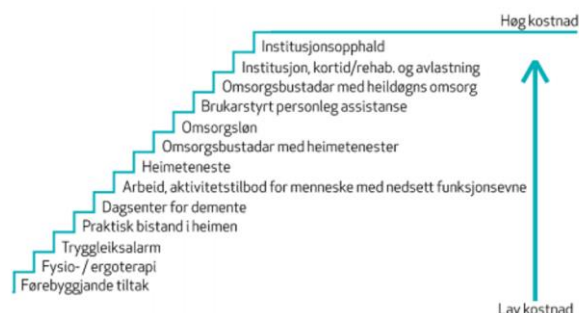 Høg kostnad
Institusjonsopphald
Institusjon, kortid/rehab. og avlastning
Omsorgsbustadar med heildøgns omsorg
Brukarstyrt personleg assistanse
Omsorgsløn
Omsorgsbustadar med heimetenester
Heimeteneste
Arbeid, aktivitetstilbod for menneske med nedsett funksjonsevne
Dagsenter for demente
Praktisk bistand i heimen
Tryggleiksalarm
Fysio- / ergoterapi
Førebyggjande tiltak
Lav kostnad